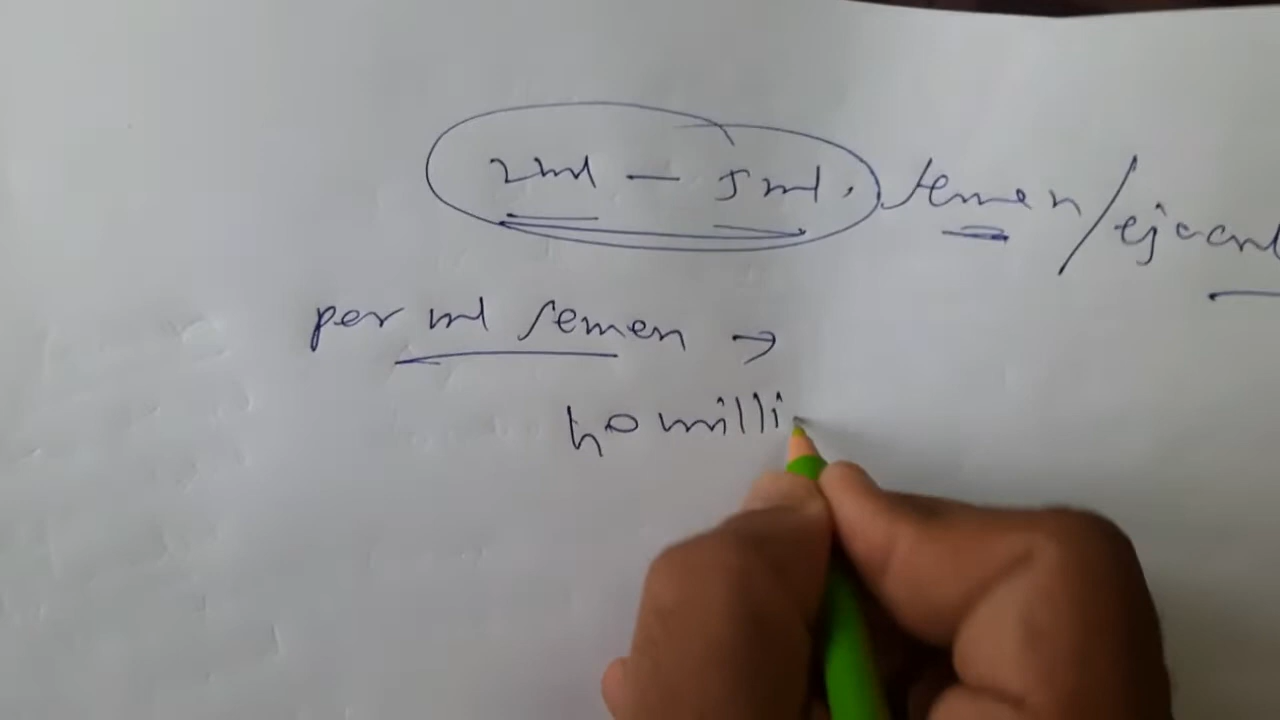 2ml - 5ml. semen/ejacul
per ml semen →
40 milli